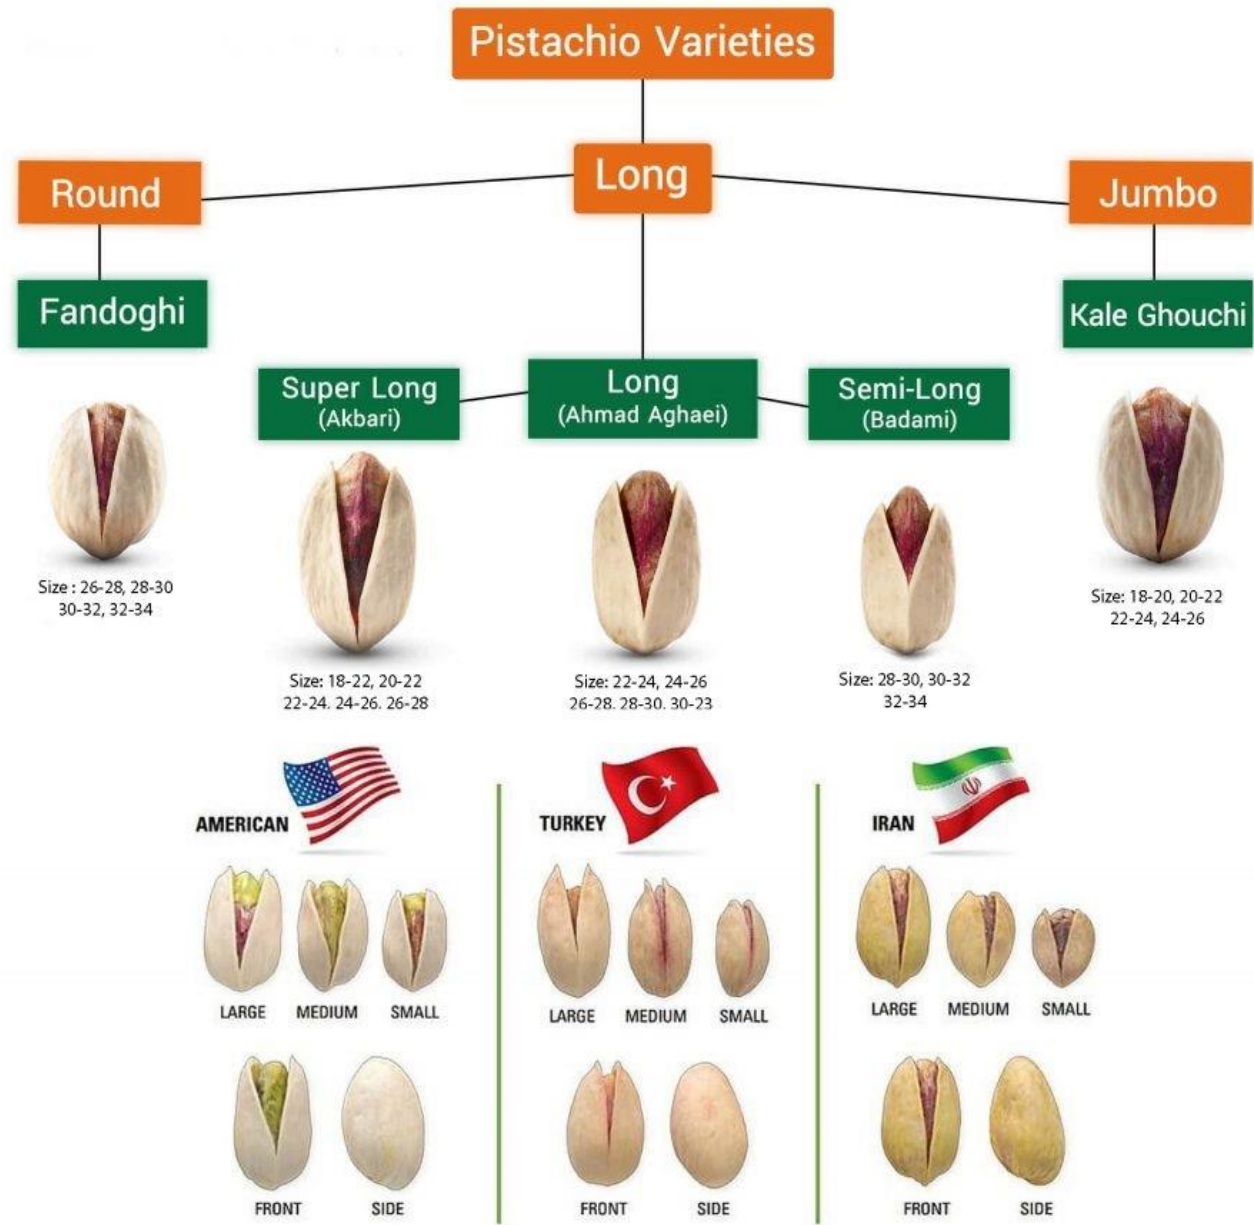 Pistachio Varieties
Round
Long
Jumbo
Fandoghi
Kale Ghouchi
Super Long
(Akbari)
Long
(Ahmad Aghaei)
Semi-Long
(Badami)
Size : 26-28, 28-30
30-32, 32-34
Size: 18-22, 20-22
22-24. 24-26. 26-28
Size: 22-24, 24-26
26-28. 28-30. 30-23
Size: 28-30, 30-32
32-34
Size: 18-20, 20-22
22-24, 24-26
AMERICAN
LARGE MEDIUM SMALL
FRONT SIDE
TURKEY
LARGE MEDIUM SMALL
FRONT SIDE
IRAN
LARGE MEDIUM SMALL
FRONT SIDE